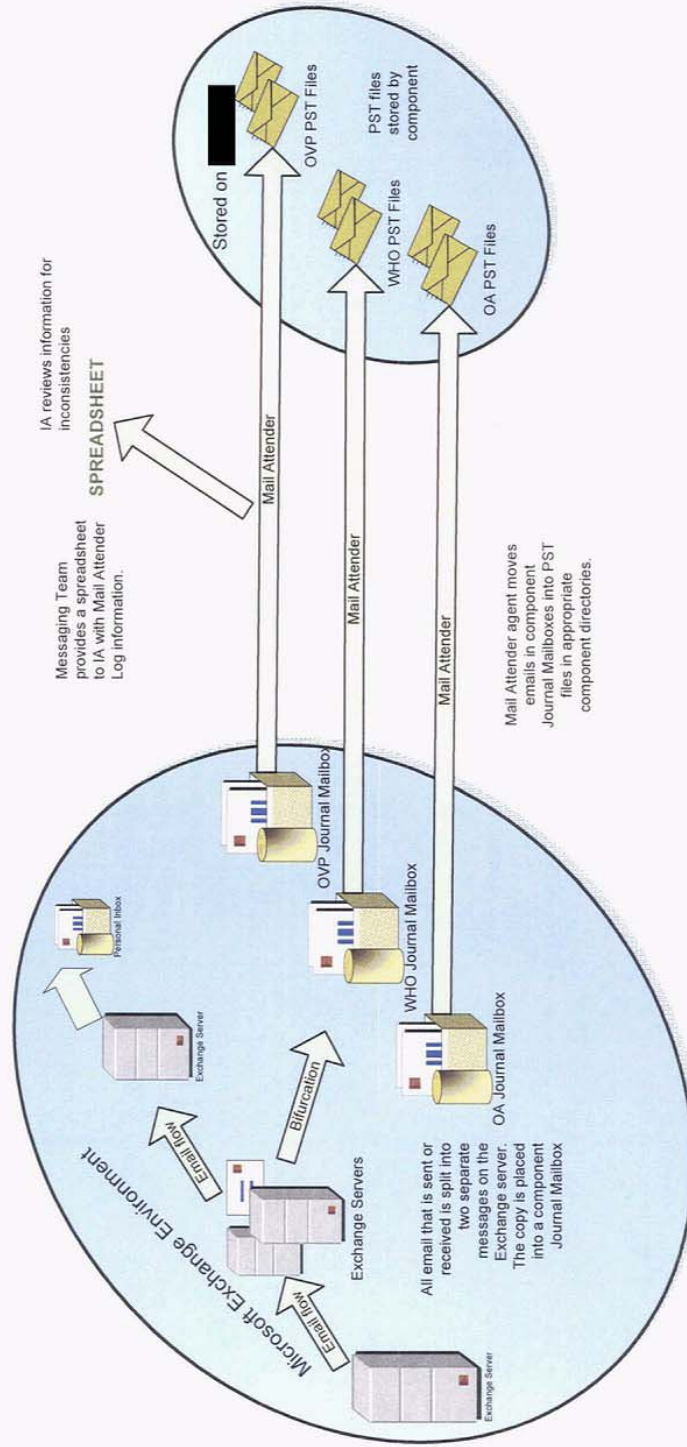 Microsoft Exchange Environment
Exchange Server
Email flow
Exchange Servers
Email flow
Exchange Server
Personal Inbox
Bifurcation
All email that is sent or
received is split into
two separate
messages on the
Exchange server.
The copy is placed
into a component
Journal Mailbox
OVP Journal Mailbox
WHO Journal Mailbox
OA Journal Mailbox
Messaging Team
provides a spreadsheet
to IA with Mail Attender
Log information.
IA reviews information for
inconsistencies
SPREADSHEET
Mail Attender
Mail Attender
Mail Attender
Mail Attender agent moves
emails in component
Journal Mailboxes into PST
files in appropriate
component directories.
Stored on
OVP PST Files
WHO PST Files
OA PST Files
PST files
stored by
component